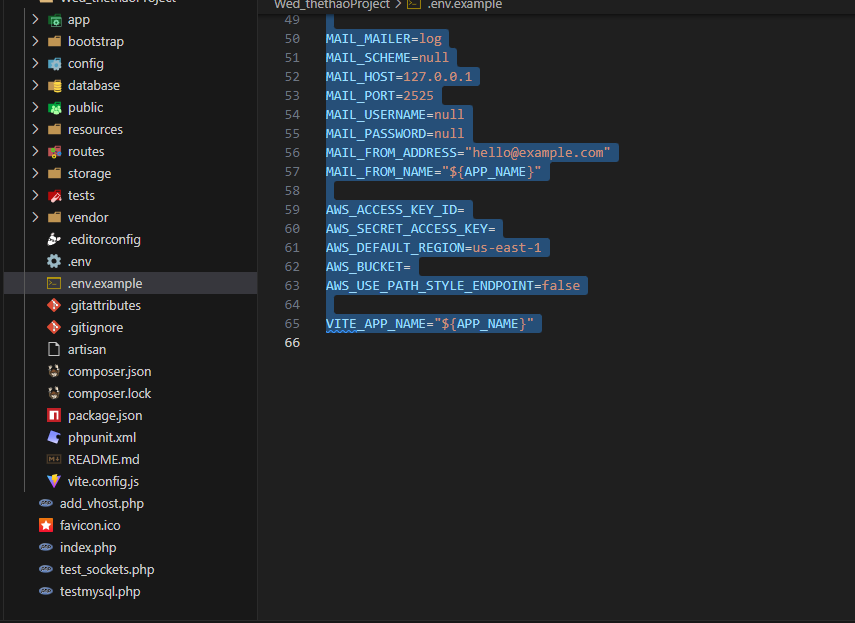 Wed_thethaoProject
app
bootstrap
config
database
public
resources
routes
storage
tests
vendor
.editorconfig
.env
.env.example
.gitattributes
.gitignore
artisan
composer.json
composer.lock
package.json
phpunit.xml
README.md
vite.config.js
add_vhost.php
favicon.ico
index.php
test_sockets.php
testmysql.php
Wed_thethaoProject > .env.example
49
50 MAIL_MAILER=log
51 MAIL_SCHEME=null
52 MAIL_HOST=127.0.0.1
53 MAIL_PORT=2525
54 MAIL_USERNAME=null
55 MAIL_PASSWORD=null
56 MAIL_FROM_ADDRESS="hello@example.com"
57 MAIL_FROM_NAME="${APP_NAME}"
58
59 AWS_ACCESS_KEY_ID=
60 AWS_SECRET_ACCESS_KEY=
61 AWS_DEFAULT_REGION=us-east-1
62 AWS_BUCKET=
63 AWS_USE_PATH_STYLE_ENDPOINT=false
64
65 VITE_APP_NAME="${APP_NAME}"
66